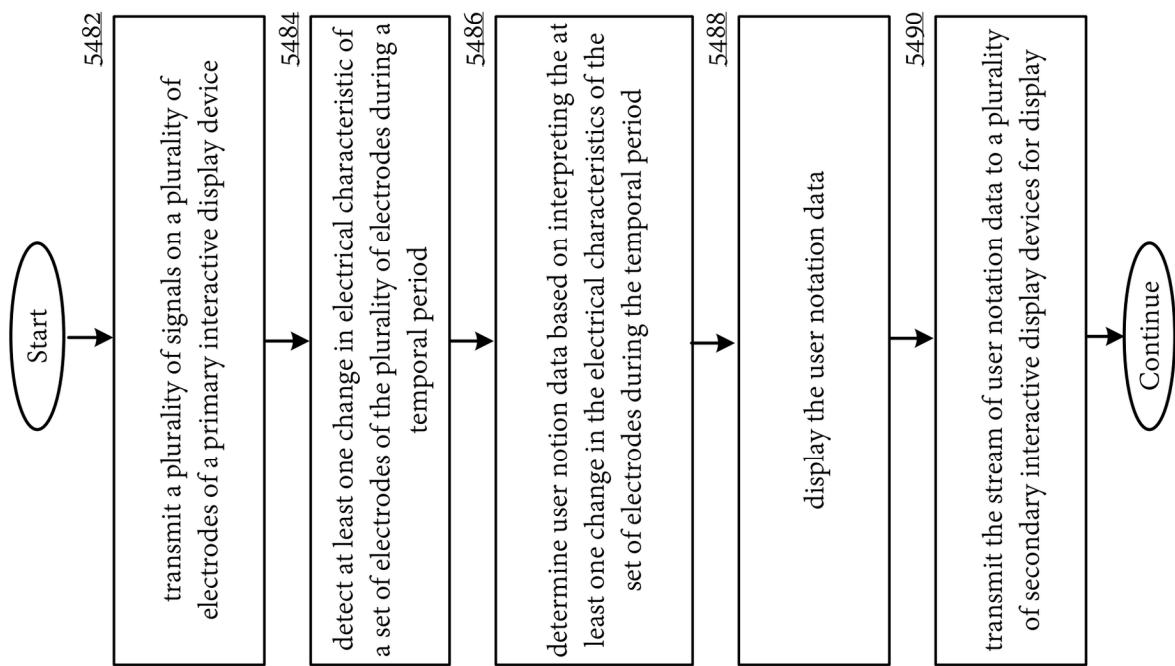 Start
5482
transmit a plurality of signals on a plurality of
electrodes of a primary interactive display device
5484
detect at least one change in electrical characteristic of
a set of electrodes of the plurality of electrodes during a
temporal period
5486
determine user notion data based on interpreting the at
least one change in the electrical characteristics of the
set of electrodes during the temporal period
5488
display the user notation data
5490
transmit the stream of user notation data to a plurality
of secondary interactive display devices for display
Continue